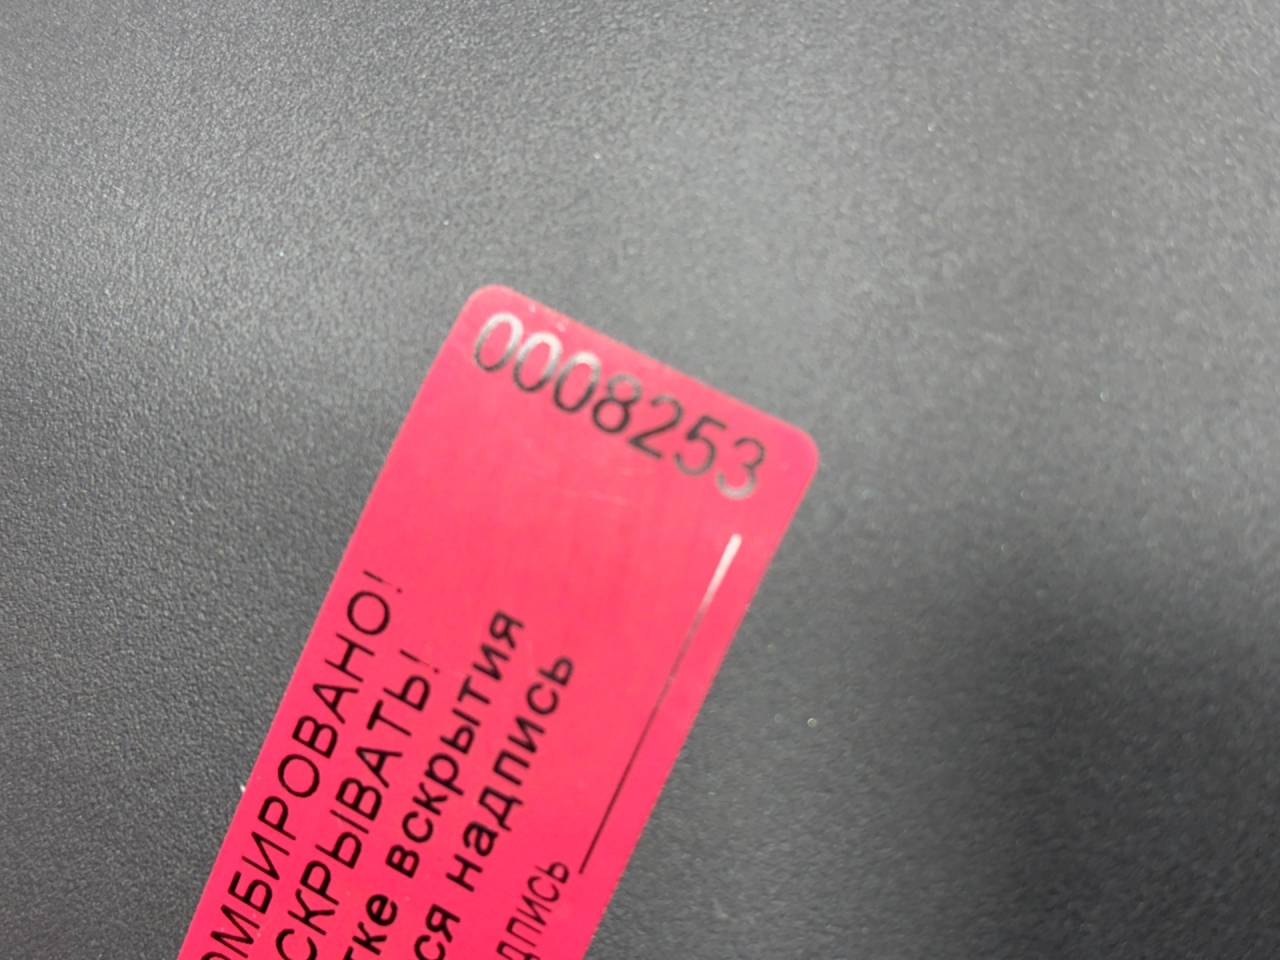 0008253
ОМБИРОВАНО!
СКРЫВАТЬ!
тке вскрытия
ся надпись
дпись